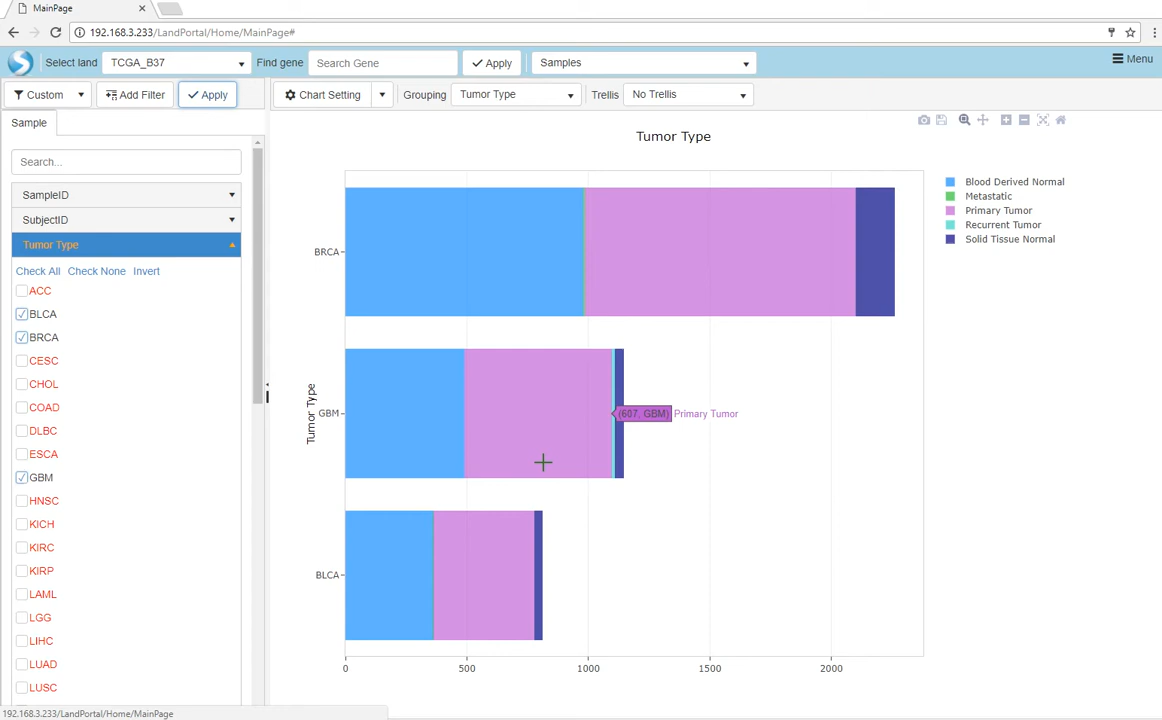 MainPage
192.168.3.233/LandPortal/Home/MainPage#
Select land TCGA_B37 Find gene Search Gene Apply Samples Menu
Custom Add Filter Apply Chart Setting Grouping Tumor Type Trellis No Trellis
Sample
Search...
SampleID
SubjectID
Tumor Type
Check All Check None Invert
ACC
BLCA
BRCA
CESC
CHOL
COAD
DLBC
ESCA
GBM
HNSC
KICH
KIRC
KIRP
LAML
LGG
LIHC
LUAD
LUSC
Tumor Type
Blood Derived Normal
Metastatic
Primary Tumor
Recurrent Tumor
Solid Tissue Normal
Tumor Type
BRCA
GBM
(607, GBM) Primary Tumor
BLCA
0 500 1000 1500 2000
192.168.3.233/LandPortal/Home/MainPage